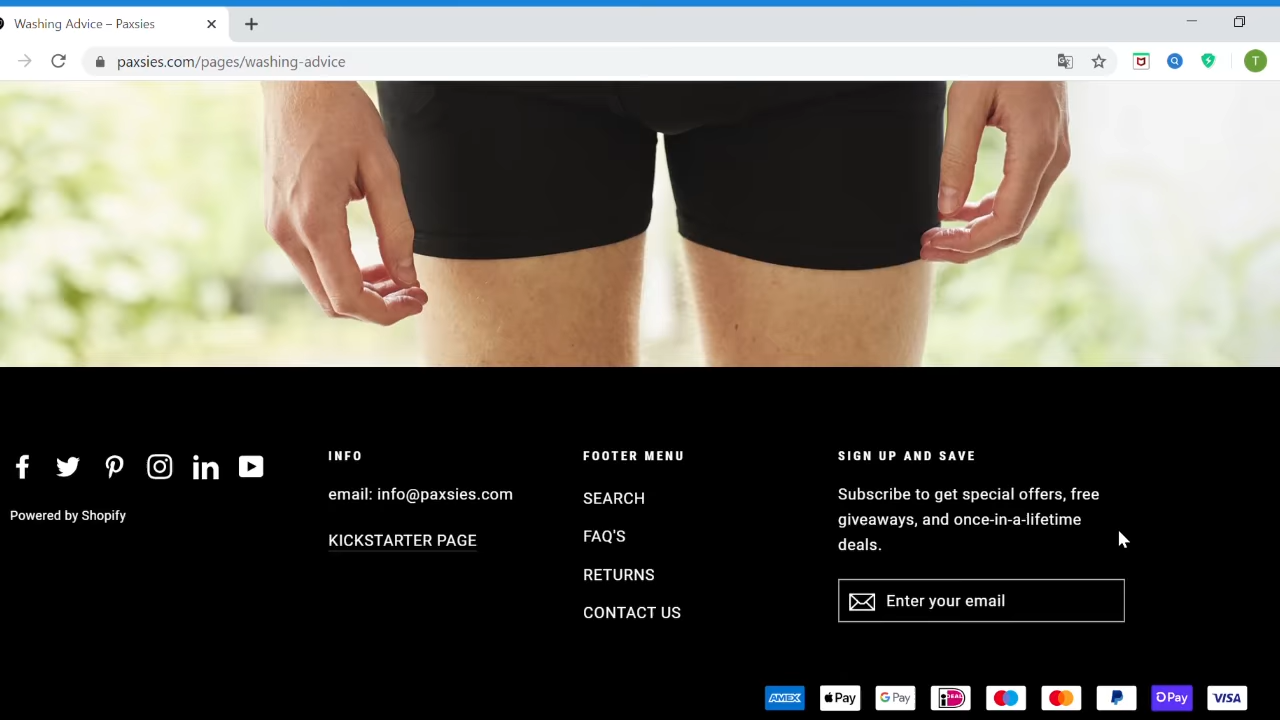 Washing Advice – Paxsies
paxsies.com/pages/washing-advice
T
Powered by Shopify
INFO
email: info@paxsies.com
KICKSTARTER PAGE
FOOTER MENU
SEARCH
FAQ'S
RETURNS
CONTACT US
SIGN UP AND SAVE
Subscribe to get special offers, free
giveaways, and once-in-a-lifetime
deals.
Enter your email
AMEX
Pay
G Pay
iDEAL
Pay
VISA